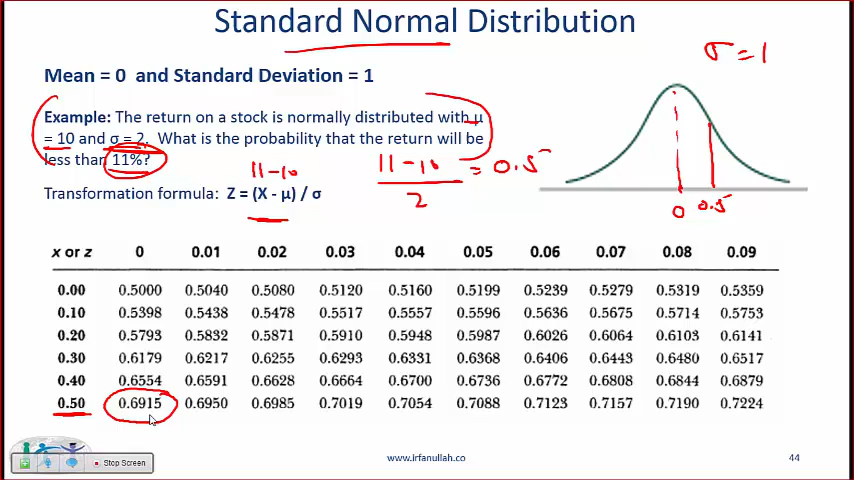 Standard Normal Distribution
σ = 1
Mean = 0 and Standard Deviation = 1
Example: The return on a stock is normally distributed with μ
= 10 and σ = 2. What is the probability that the return will be
less than 11%?
11-10
11-10
2
= 0.5
Transformation formula: Z = (X - μ) / σ
0
0.5
x or z 0 0.01 0.02 0.03 0.04 0.05 0.06 0.07 0.08 0.09
0.00 0.5000 0.5040 0.5080 0.5120 0.5160 0.5199 0.5239 0.5279 0.5319 0.5359
0.10 0.5398 0.5438 0.5478 0.5517 0.5557 0.5596 0.5636 0.5675 0.5714 0.5753
0.20 0.5793 0.5832 0.5871 0.5910 0.5948 0.5987 0.6026 0.6064 0.6103 0.6141
0.30 0.6179 0.6217 0.6255 0.6293 0.6331 0.6368 0.6406 0.6443 0.6480 0.6517
0.40 0.6554 0.6591 0.6628 0.6664 0.6700 0.6736 0.6772 0.6808 0.6844 0.6879
0.50 0.6915 0.6950 0.6985 0.7019 0.7054 0.7088 0.7123 0.7157 0.7190 0.7224
Stop Screen
www.irfanullah.co
44